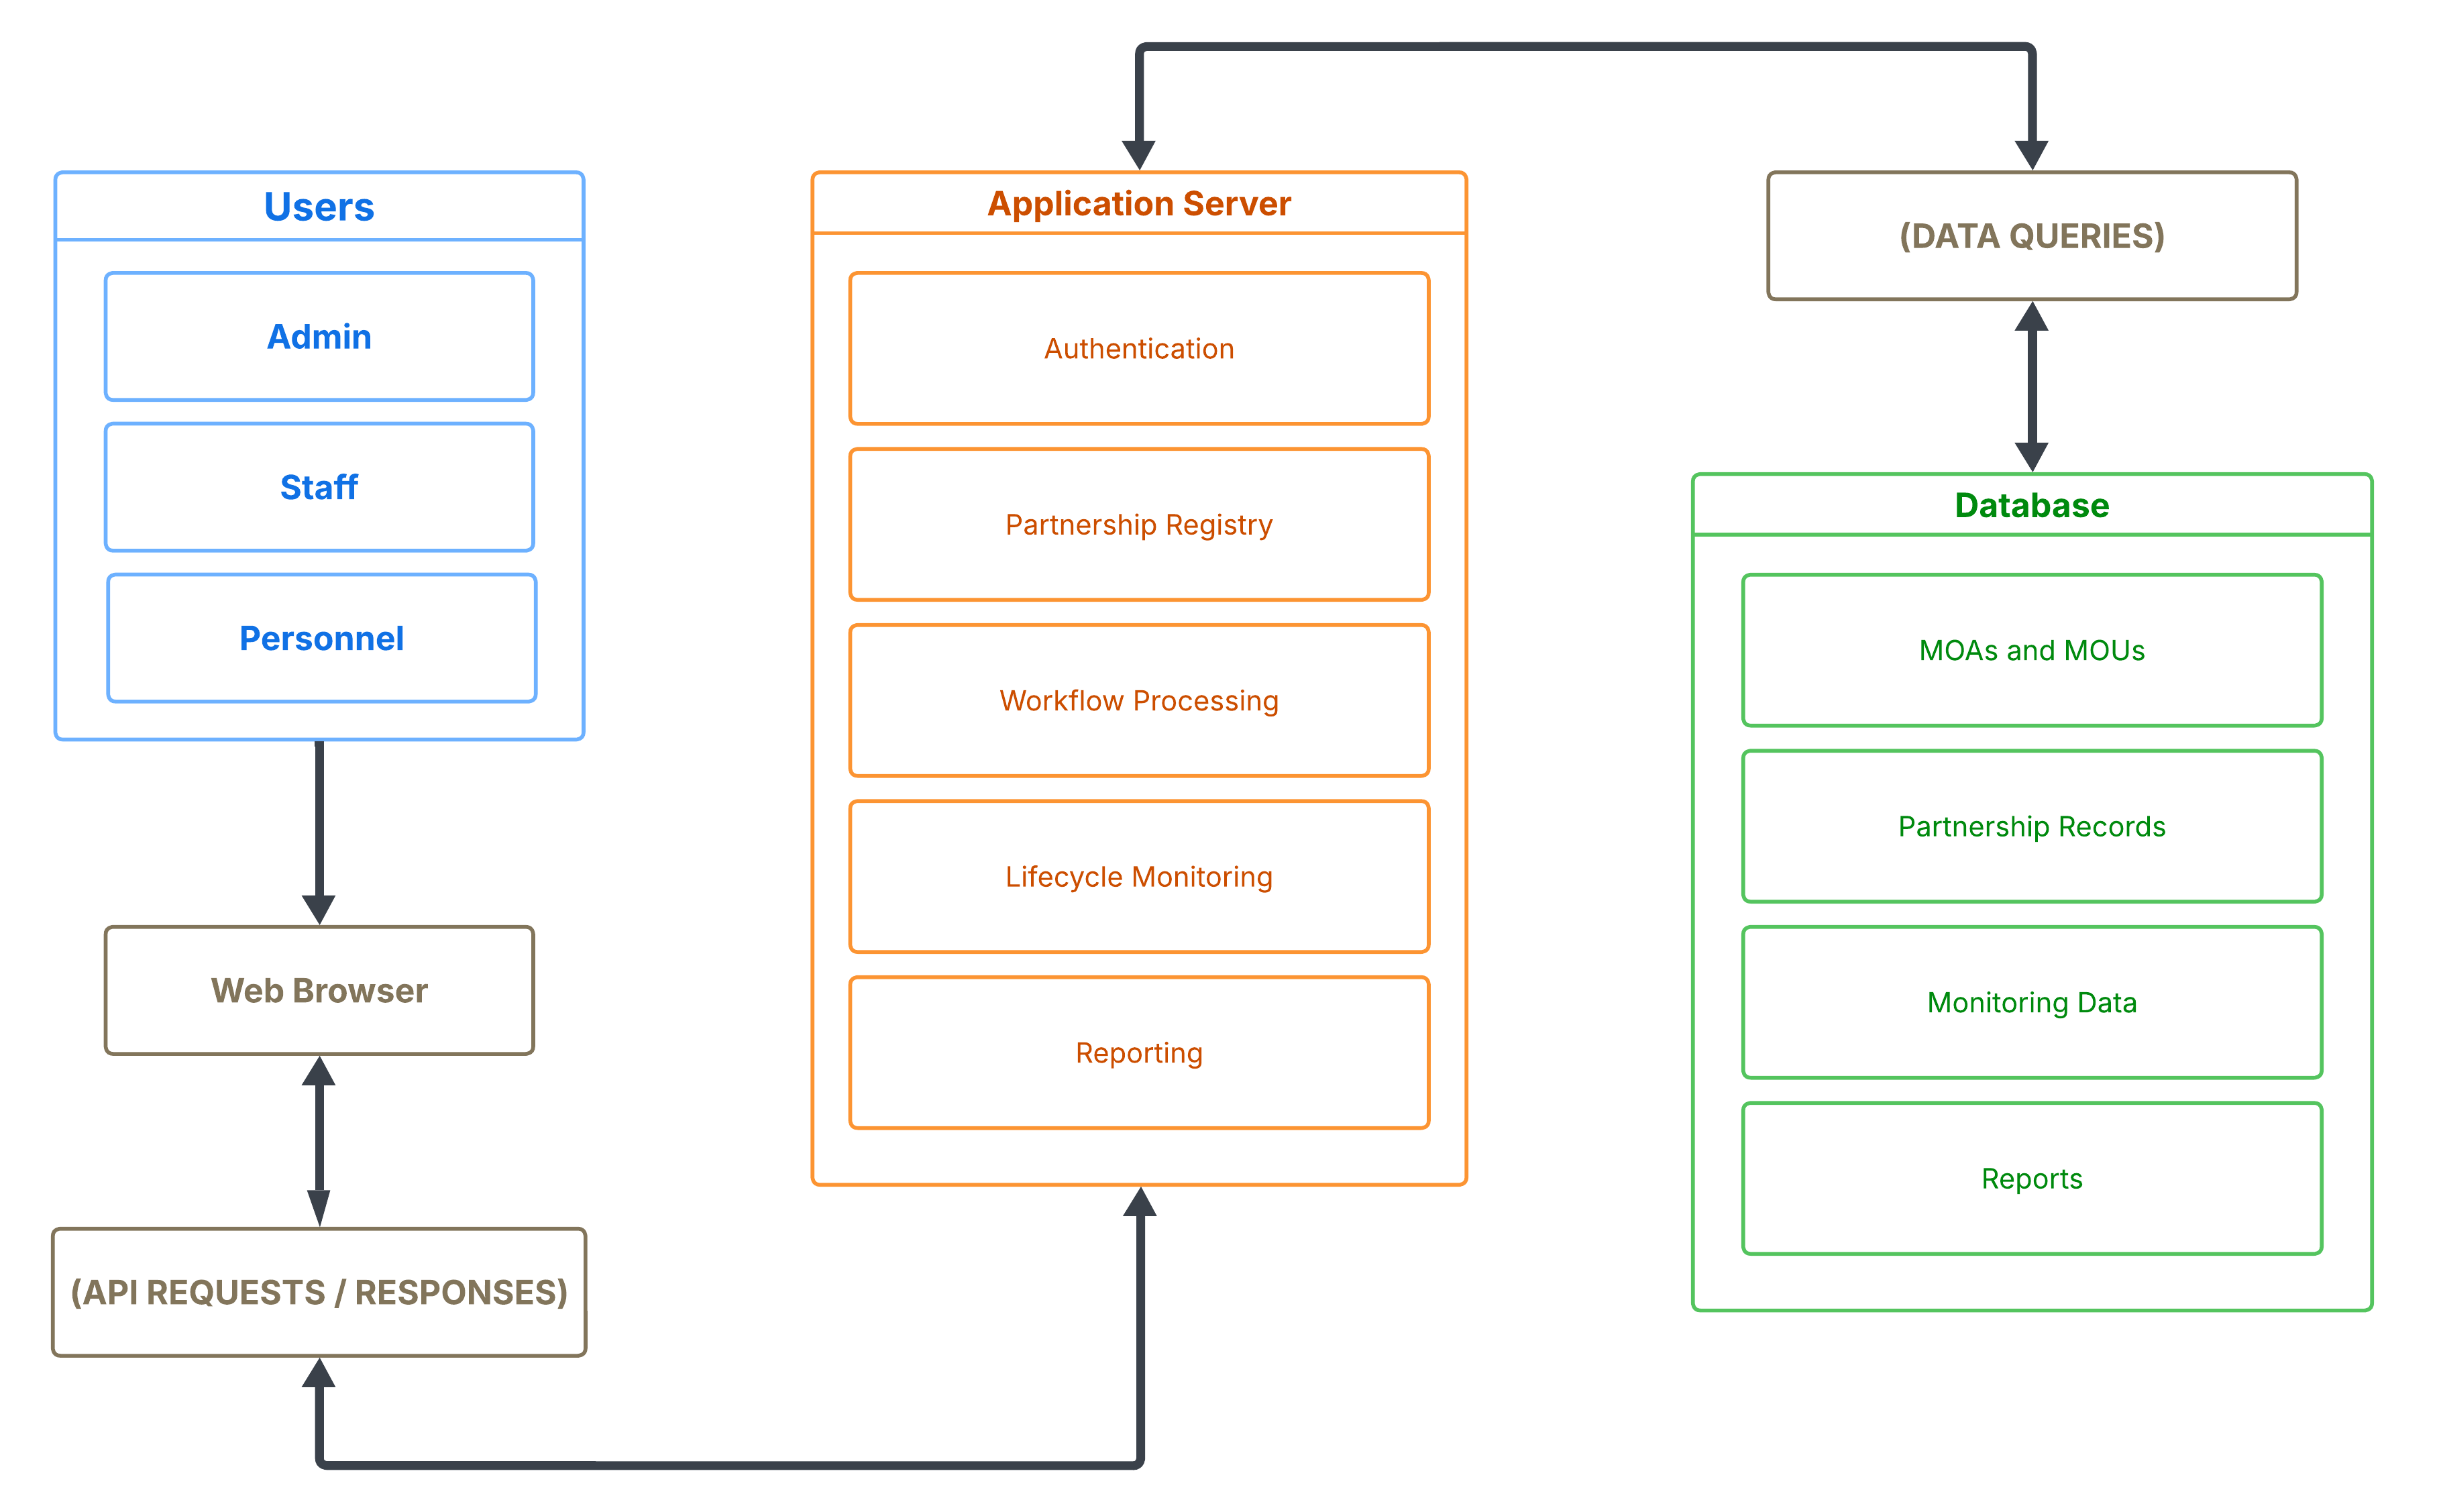 Users
Admin
Staff
Personnel
Web Browser
(API REQUESTS / RESPONSES)
Application Server
Authentication
Partnership Registry
Workflow Processing
Lifecycle Monitoring
Reporting
(DATA QUERIES)
Database
MOAs and MOUs
Partnership Records
Monitoring Data
Reports